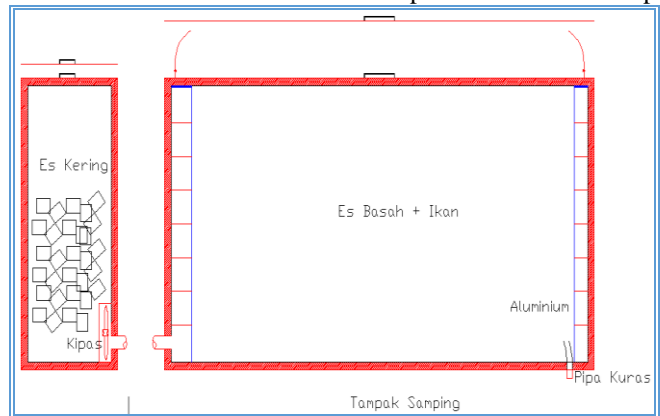 Es Kering
Es Basah + Ikan
Aluminium
Kipas
Pipa Kuras
Tampak Samping